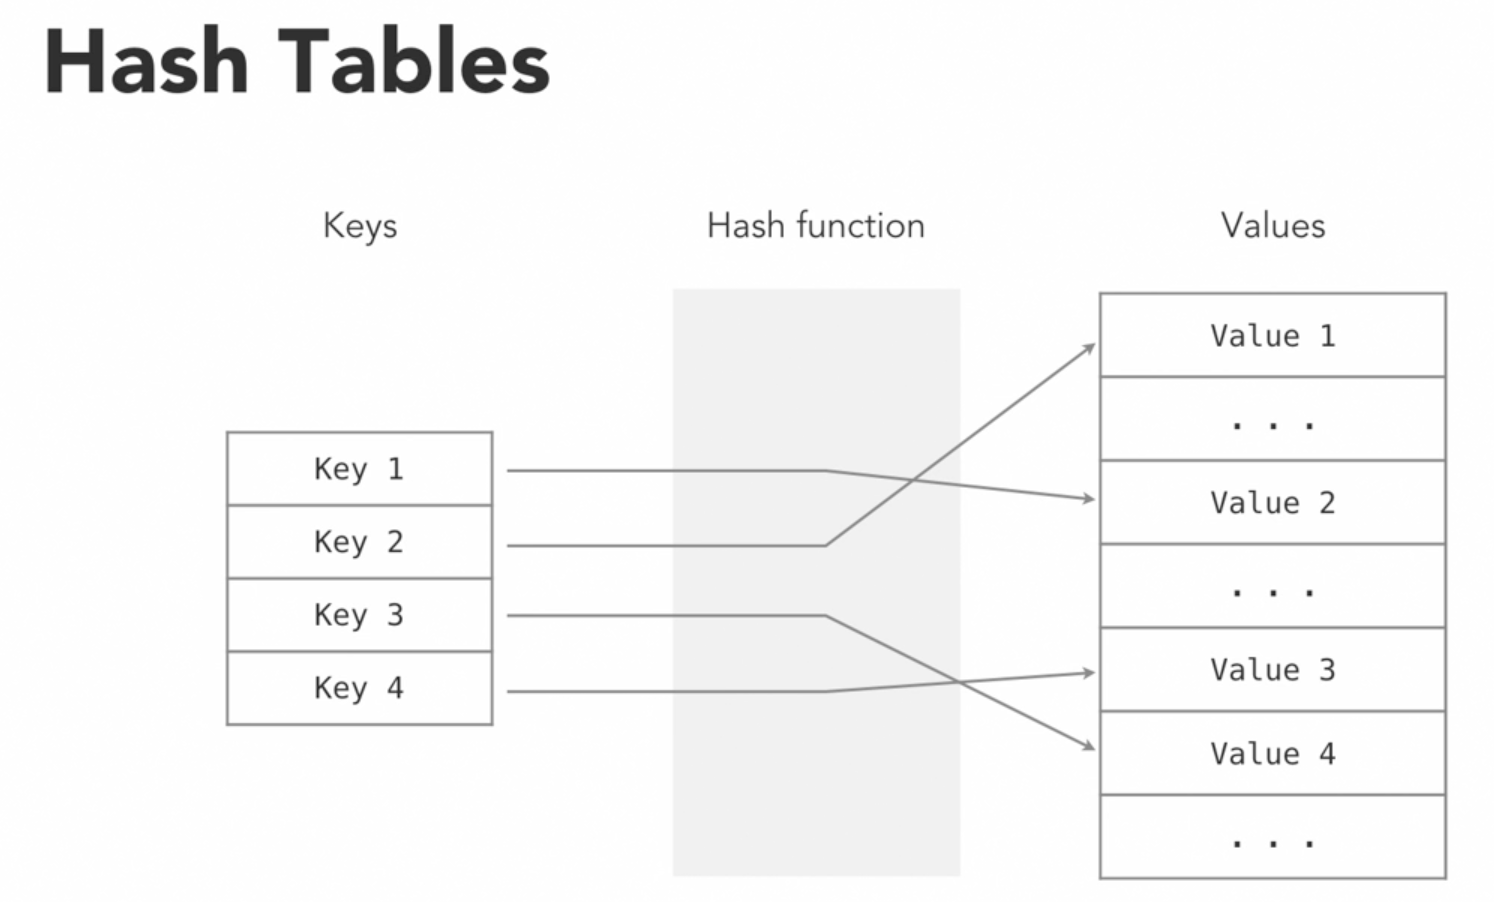 Hash Tables
Keys
Hash function
Values
Key 1
Key 2
Key 3
Key 4
Value 1
. . .
Value 2
. . .
Value 3
Value 4
. . .